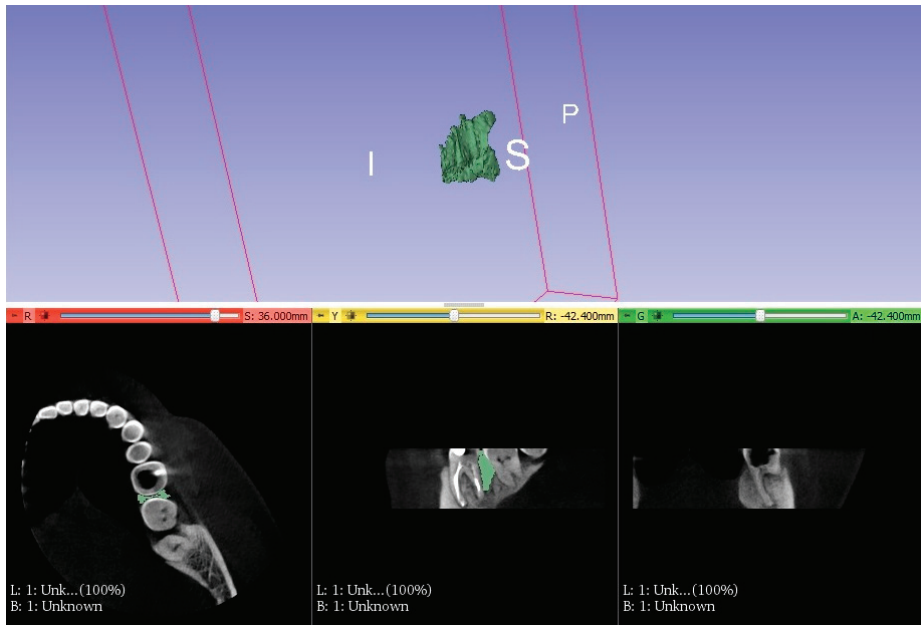 P
S
I
R S: 36.000mm
Y R: -42.400mm
G A: -42.400mm
L: 1: Unk... (100%)
B: 1: Unknown
L: 1: Unk... (100%)
B: 1: Unknown
L: 1: Unk... (100%)
B: 1: Unknown